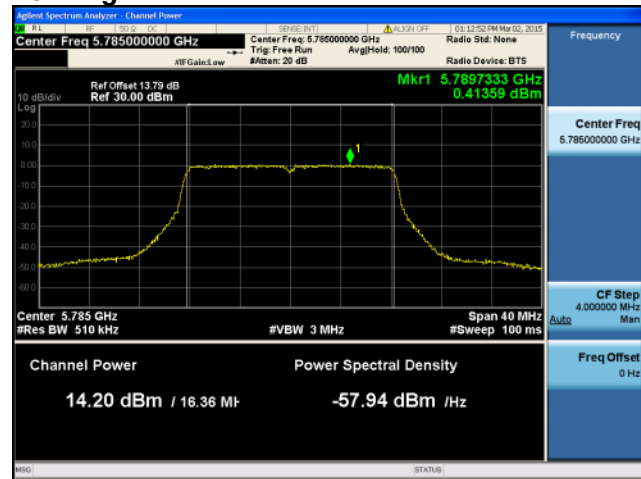 Agilent Spectrum Analyzer - Channel Power
RL RF 50 Ω DC SENSE:INT ALIGN OFF 01:12:52 PM Mar 02, 2015
Center Freq 5.785000000 GHz
Center Freq: 5.785000000 GHz
Radio Std: None
Trig: Free Run Avg|Hold: 100/100
#IFGain:Low #Atten: 20 dB Radio Device: BTS
Mkr1 5.7897333 GHz
0.41359 dBm
Ref Offset 13.79 dB
10 dB/div Ref 30.00 dBm
Log
20.0
10.0
1
0.00
-10.0
-20.0
-30.0
-40.0
-50.0
-60.0
Center 5.785 GHz Span 40 MHz
#Res BW 510 kHz #VBW 3 MHz #Sweep 100 ms
Channel Power Power Spectral Density
14.20 dBm / 16.36 MH -57.94 dBm /Hz
MSG STATUS
Frequency
Center Freq
5.785000000 GHz
CF Step
4.000000 MHz
Auto Man
Freq Offset
0 Hz